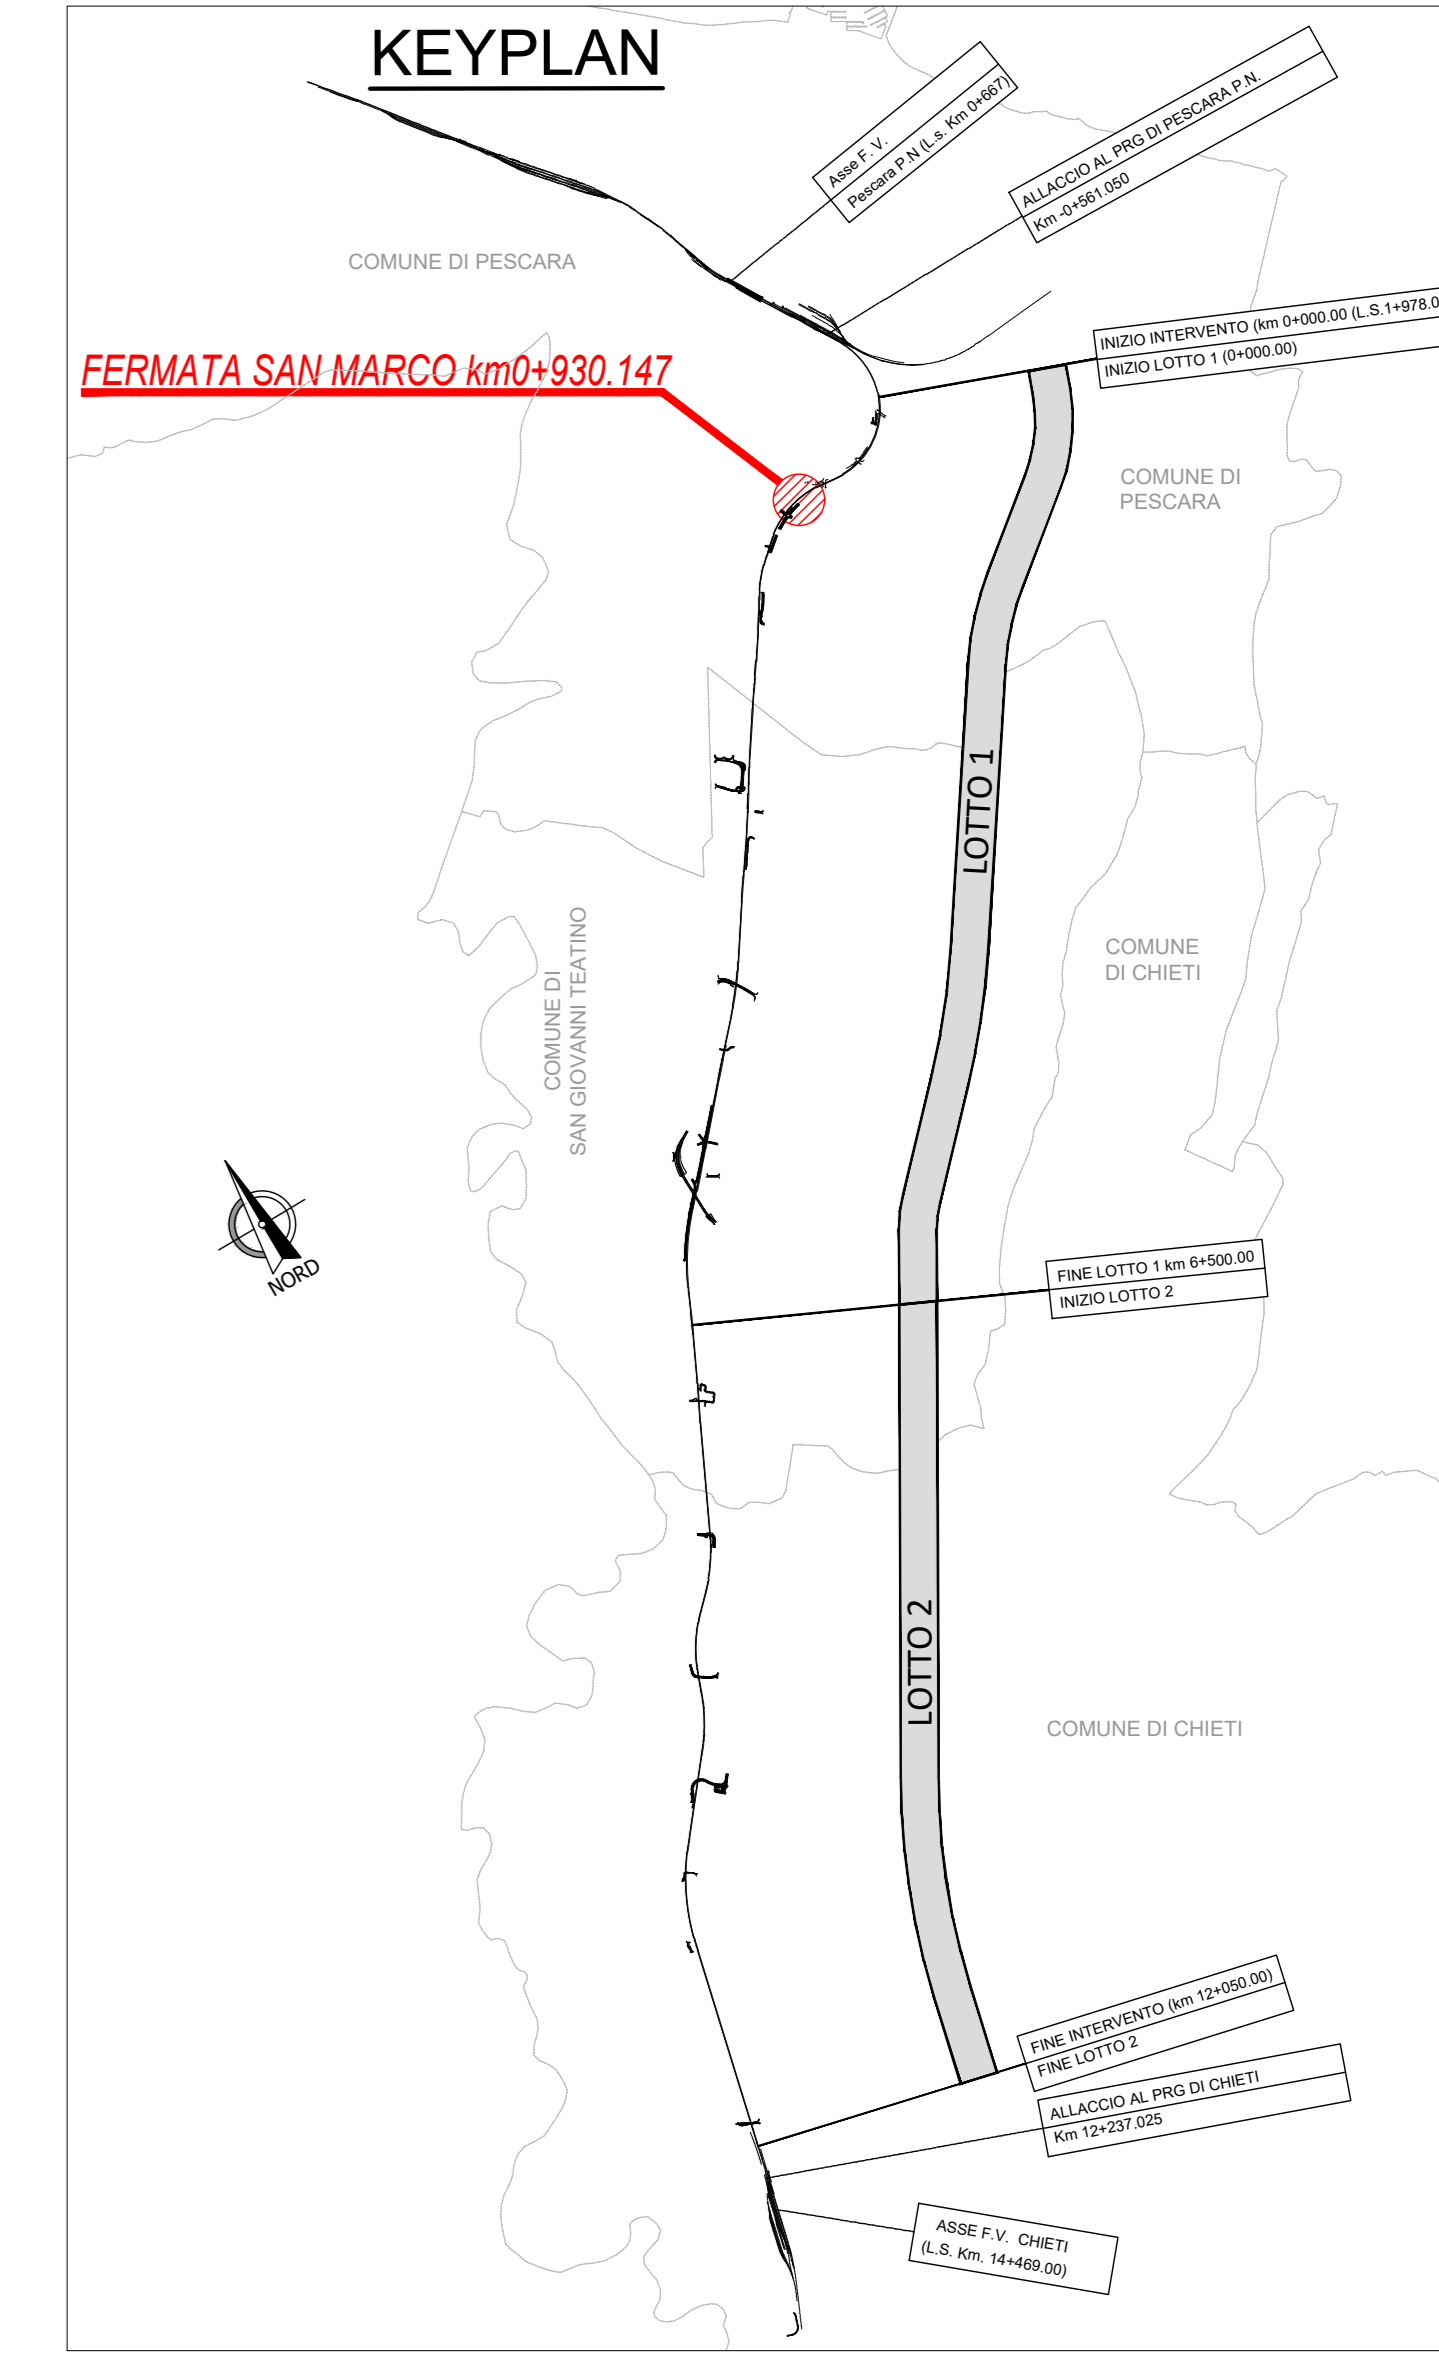 KEYPLAN
Asse F. V.
Pescara P.N (L.s. Km 0+667)
ALLACCIO AL PRG DI PESCARA P.N.
Km -0+561.050
COMUNE DI PESCARA
INIZIO INTERVENTO (km 0+000.00 (L.S.1+978.0
INIZIO LOTTO 1 (0+000.00)
FERMATA SAN MARCO km0+930.147
COMUNE DI
PESCARA
LOTTO 1
COMUNE DI
SAN GIOVANNI TEATINO
COMUNE
DI CHIETI
NORD
FINE LOTTO 1 km 6+500.00
INIZIO LOTTO 2
LOTTO 2
COMUNE DI CHIETI
FINE INTERVENTO (km 12+050.00)
FINE LOTTO 2
ALLACCIO AL PRG DI CHIETI
Km 12+237.025
ASSE F.V. CHIETI
(L.S. Km. 14+469.00)